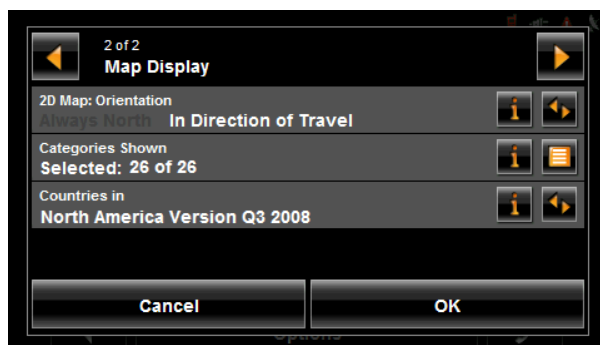 2 of 2
Map Display
2D Map: Orientation
Always North In Direction of Travel
Categories Shown
Selected: 26 of 26
Countries in
North America Version Q3 2008
Cancel OK
Options